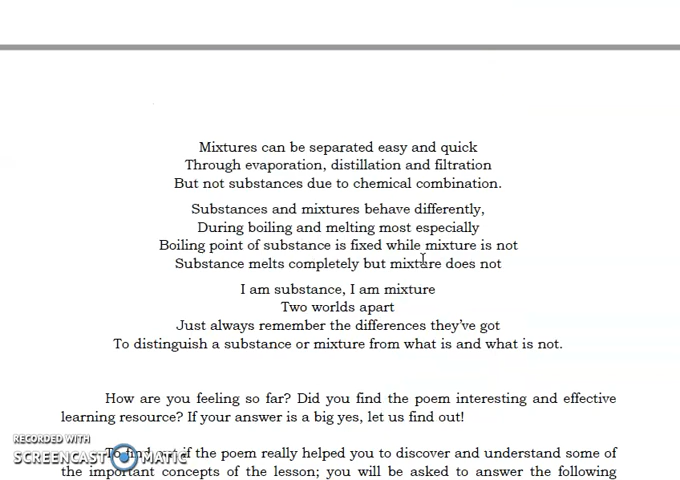 Mixtures can be separated easy and quick
Through evaporation, distillation and filtration
But not substances due to chemical combination.
Substances and mixtures behave differently,
During boiling and melting most especially
Boiling point of substance is fixed while mixture is not
Substance melts completely but mixture does not
I am substance, I am mixture
Two worlds apart
Just always remember the differences they've got
To distinguish a substance or mixture from what is and what is not.
How are you feeling so far? Did you find the poem interesting and effective
learning resource? If your answer is a big yes, let us find out!
RECORDED WITH
To find out if the poem really helped you to discover and understand some of
SCREENCAST MATIC
the important concepts of the lesson; you will be asked to answer the following